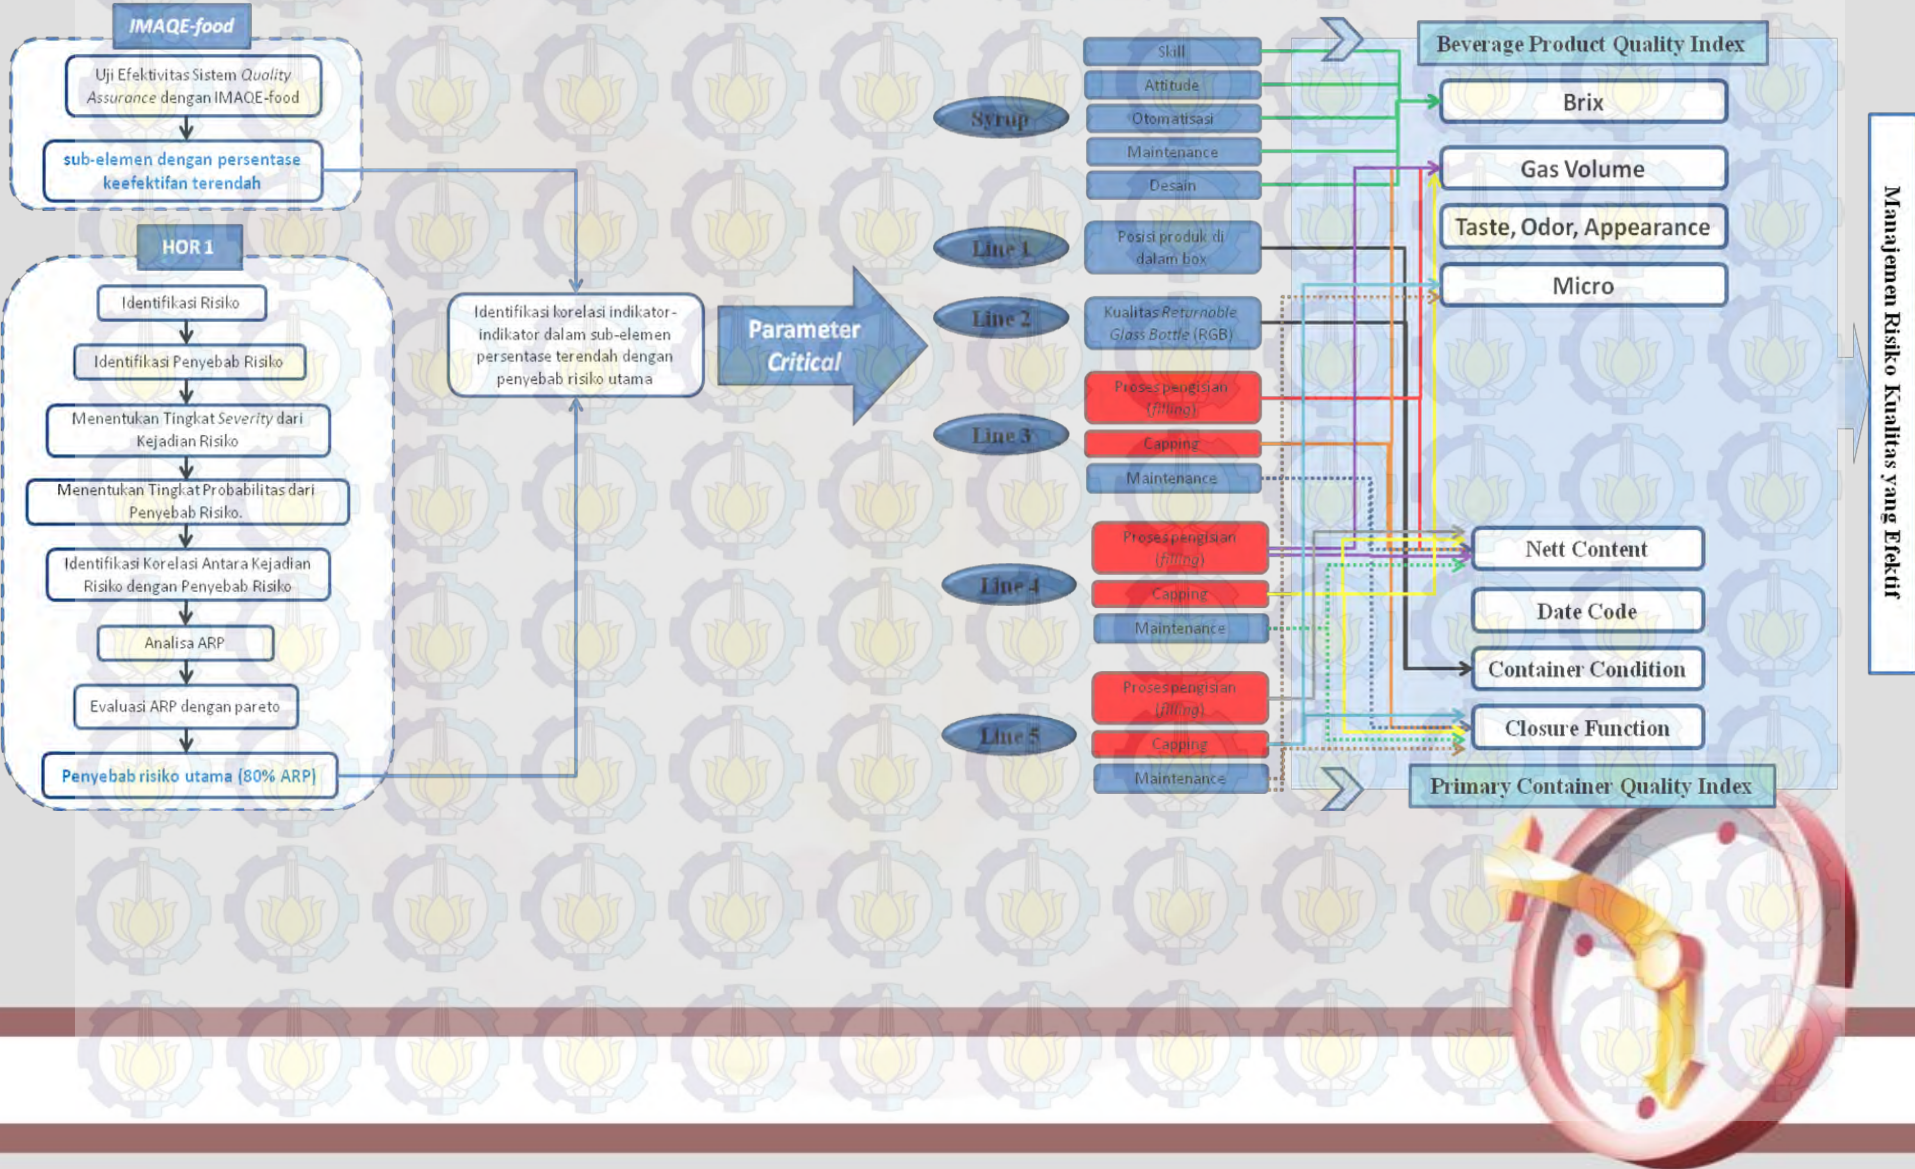 IMAQE-food
Uji Efektivitas Sistem Quality
Assurance dengan IMAQE-food
sub-elemen dengan persentase
keefektifan terendah
HOR 1
Identifikasi Risiko
Identifikasi Penyebab Risiko
Menentukan Tingkat Severity dari
Kejadian Risiko
Menentukan Tingkat Probabilitas dari
Penyebab Risiko.
Identifikasi Korelasi Antara Kejadian
Risiko dengan Penyebab Risiko
Analisa ARP
Evaluasi ARP dengan pareto
Penyebab risiko utama (80% ARP)
Identifikasi korelasi indikator-
indikator dalam sub-elemen
persentase terendah dengan
penyebab risiko utama
Parameter
Critical
Syrup
Skill
Attitude
Otomatisasi
Maintenance
Desain
Line 1
Posisi produk di
dalam box
Line 2
Kualitas Returnable
Glass Bottle (RGB)
Line 3
Proses pengisian
(filling)
Capping
Maintenance
Line 4
Proses pengisian
(filling)
Capping
Maintenance
Line 5
Proses pengisian
(filling)
Capping
Maintenance
Beverage Product Quality Index
Brix
Gas Volume
Taste, Odor, Appearance
Micro
Nett Content
Date Code
Container Condition
Closure Function
Primary Container Quality Index
Manajemen Risiko Kualitas yang Efektif